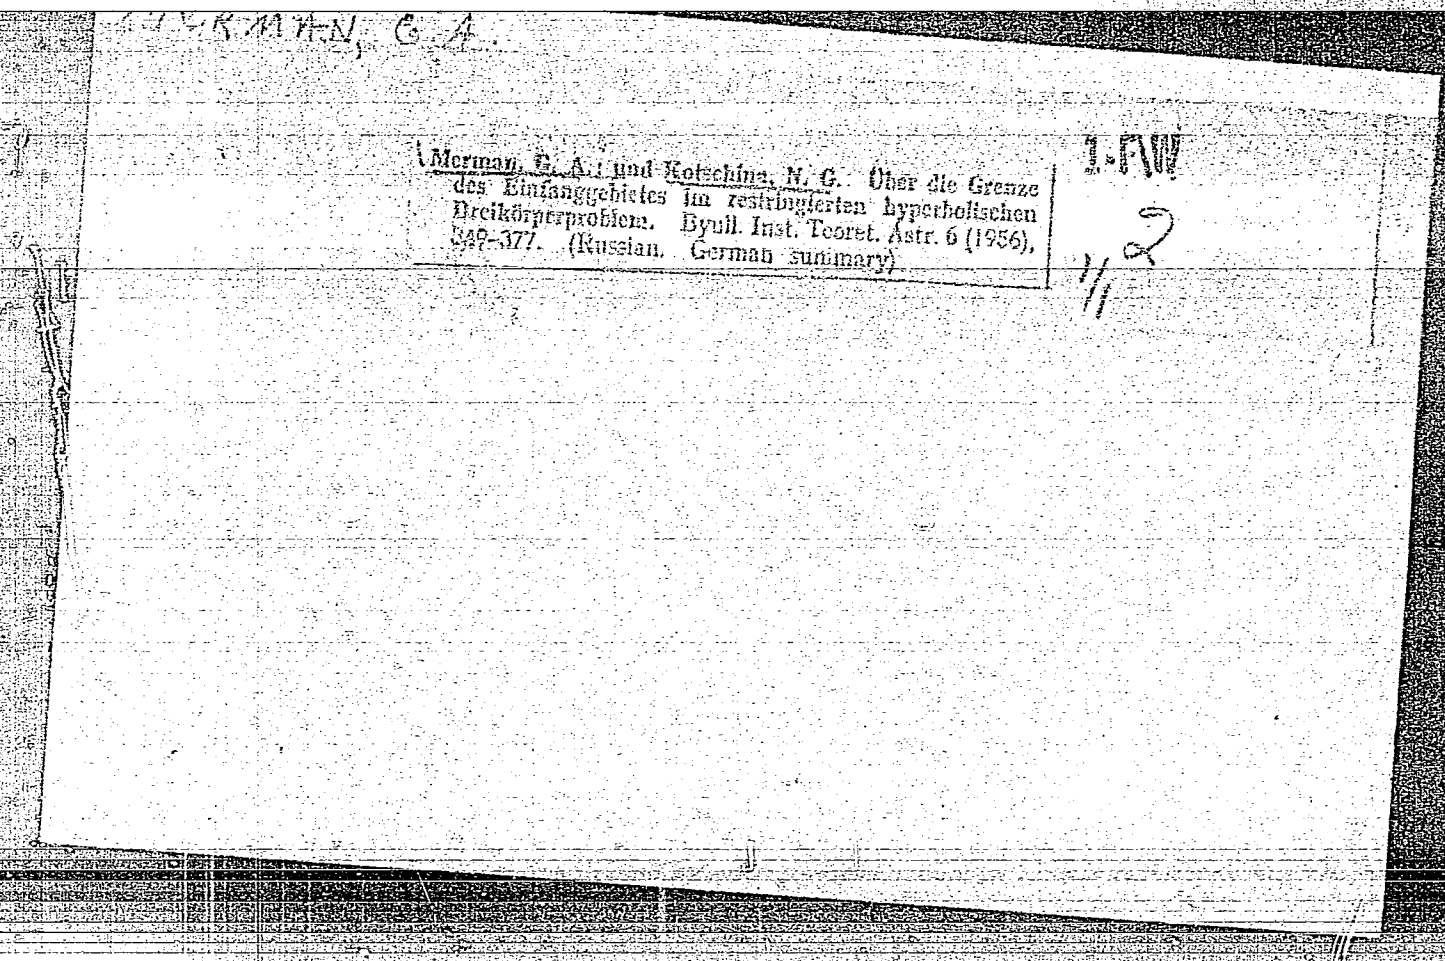 MERMAN, G. A.
Merman, G. A.; und Kotschina, N. G. Über die Grenze
des Einfanggebietes im restringierten hyperbolischen
Dreikörperproblem. Byull. Inst. Teoret. Astr. 6 (1956),
349–377. (Russian. German summary)
1-FW
2